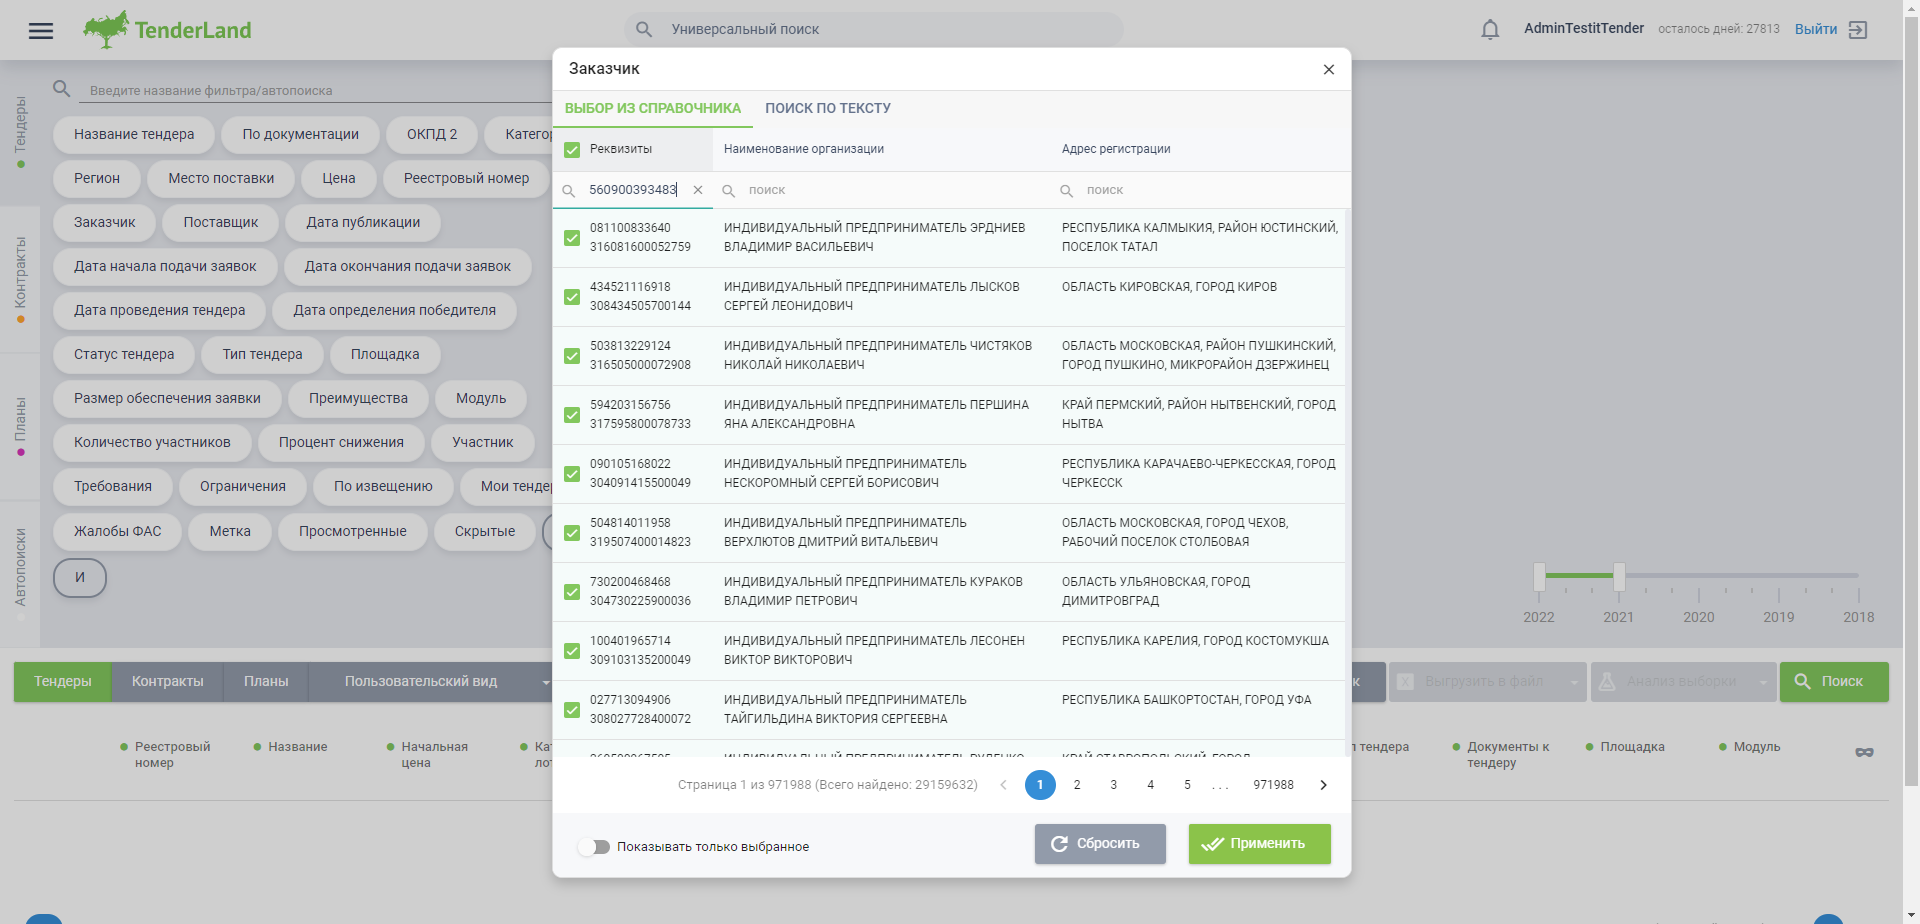 TenderLand
Универсальный поиск
AdminTestitTender
осталось дней: 27813
Выйти
Тендеры
Контракты
Планы
Автопоиски
Введите название фильтра/автопоиска
Название тендера
По документации
ОКПД 2
Регион
Место поставки
Цена
Реестровый номер
Заказчик
Поставщик
Дата публикации
Дата начала подачи заявок
Дата окончания подачи заявок
Дата проведения тендера
Дата определения победителя
Статус тендера
Тип тендера
Площадка
Размер обеспечения заявки
Преимущества
Модуль
Количество участников
Процент снижения
Участник
Требования
Ограничения
По извещению
Мои тендер
Жалобы ФАС
Метка
Просмотренные
Скрытые
И
Заказчик
ВЫБОР ИЗ СПРАВОЧНИКА
ПОИСК ПО ТЕКСТУ
Реквизиты
Наименование организации
Адрес регистрации
560900393483
поиск
поиск
081100833640
316081600052759
ИНДИВИДУАЛЬНЫЙ ПРЕДПРИНИМАТЕЛЬ ЭРДНИЕВ
ВЛАДИМИР ВАСИЛЬЕВИЧ
РЕСПУБЛИКА КАЛМЫКИЯ, РАЙОН ЮСТИНСКИЙ,
ПОСЕЛОК ТАТАЛ
434521116918
308434505700144
ИНДИВИДУАЛЬНЫЙ ПРЕДПРИНИМАТЕЛЬ ЛЫСКОВ
СЕРГЕЙ ЛЕОНИДОВИЧ
ОБЛАСТЬ КИРОВСКАЯ, ГОРОД КИРОВ
503813229124
316505000072908
ИНДИВИДУАЛЬНЫЙ ПРЕДПРИНИМАТЕЛЬ ЧИСТЯКОВ
НИКОЛАЙ НИКОЛАЕВИЧ
ОБЛАСТЬ МОСКОВСКАЯ, РАЙОН ПУШКИНСКИЙ,
ГОРОД ПУШКИНО, МИКРОРАЙОН ДЗЕРЖИНЕЦ
594203156756
317595800078733
ИНДИВИДУАЛЬНЫЙ ПРЕДПРИНИМАТЕЛЬ ПЕРШИНА
ЯНА АЛЕКСАНДРОВНА
КРАЙ ПЕРМСКИЙ, РАЙОН НЫТВЕНСКИЙ, ГОРОД
НЫТВА
090105168022
304091415500049
ИНДИВИДУАЛЬНЫЙ ПРЕДПРИНИМАТЕЛЬ
НЕСКОРОМНЫЙ СЕРГЕЙ БОРИСОВИЧ
РЕСПУБЛИКА КАРАЧАЕВО-ЧЕРКЕССКАЯ, ГОРОД
ЧЕРКЕССК
504814011958
319507400014823
ИНДИВИДУАЛЬНЫЙ ПРЕДПРИНИМАТЕЛЬ
ВЕРХЛЮТОВ ДМИТРИЙ ВИТАЛЬЕВИЧ
ОБЛАСТЬ МОСКОВСКАЯ, ГОРОД ЧЕХОВ,
РАБОЧИЙ ПОСЕЛОК СТОЛБОВАЯ
730200468468
304730225900036
ИНДИВИДУАЛЬНЫЙ ПРЕДПРИНИМАТЕЛЬ КУРАКОВ
ВЛАДИМИР ПЕТРОВИЧ
ОБЛАСТЬ УЛЬЯНОВСКАЯ, ГОРОД
ДИМИТРОВГРАД
100401965714
309103135200049
ИНДИВИДУАЛЬНЫЙ ПРЕДПРИНИМАТЕЛЬ ЛЕСОНЕН
ВИКТОР ВИКТОРОВИЧ
РЕСПУБЛИКА КАРЕЛИЯ, ГОРОД КОСТОМУКША
027713094906
308027728400072
ИНДИВИДУАЛЬНЫЙ ПРЕДПРИНИМАТЕЛЬ
ТАЙГИЛЬДИНА ВИКТОРИЯ СЕРГЕЕВНА
РЕСПУБЛИКА БАШКОРТОСТАН, ГОРОД УФА
Страница 1 из 971988 (Всего найдено: 29159632)
1 2 3 4 5 ... 971988
Показывать только выбранное
Сбросить
Применить
2022 2021 2020 2019 2018
Тендеры
Контракты
Планы
Пользовательский вид
к
Выгрузить в файл
Анализ выборки
Поиск
Реестровый
номер
Название
Начальная
цена
тендера
Документы к
тендеру
Площадка
Модуль